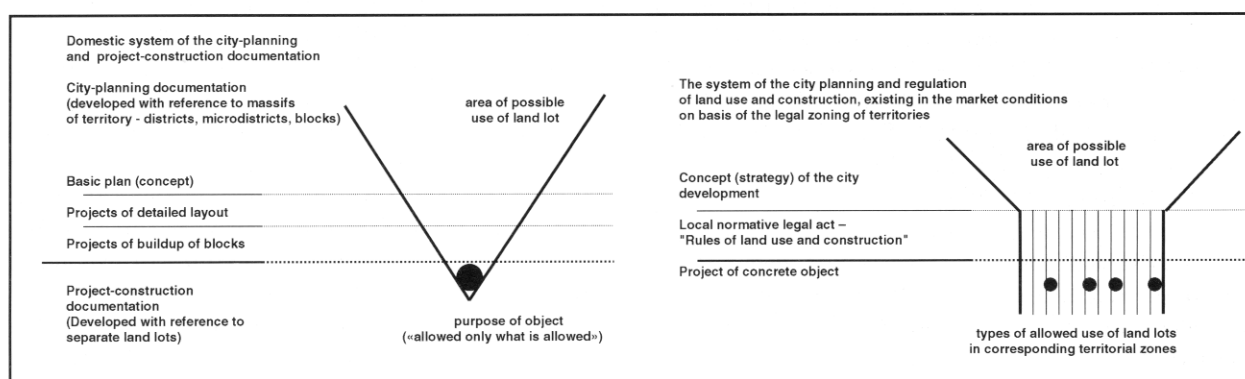 Domestic system of the city-planning
and project-construction documentation
City-planning documentation
(developed with reference to massifs
of territory - districts, microdistricts, blocks)
area of possible
use of land lot
Basic plan (concept)
Projects of detailed layout
Projects of buildup of blocks
Project-construction
documentation
(Developed with reference to
separate land lots)
purpose of object
(«allowed only what is allowed»)
The system of the city planning and regulation
of land use and construction, existing in the market conditions
on basis of the legal zoning of territories
area of possible
use of land lot
Concept (strategy) of the city
development
Local normative legal act –
"Rules of land use and construction"
Project of concrete object
types of allowed use of land lots
in corresponding territorial zones